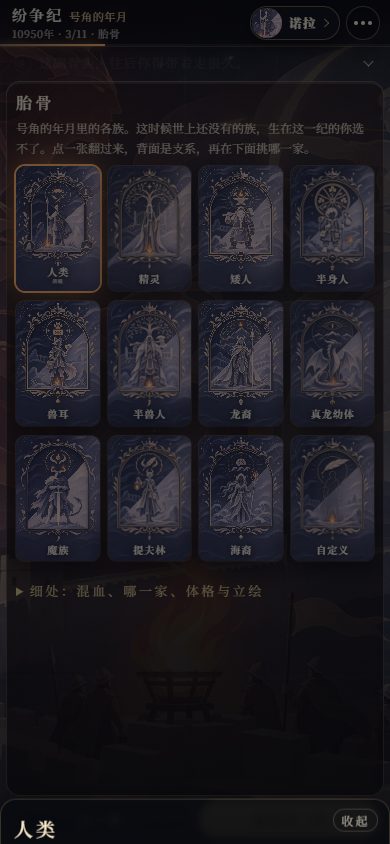 纷争纪 号角的年月
10950年 · 3/11 · 胎骨
诺拉
胎骨
号角的年月里的各族。这时候世上还没有的族，生在这一纪的你选
不了。点一张翻过来，背面是支系，再在下面挑哪一家。
人类
精灵
矮人
半身人
兽耳
半兽人
龙裔
真龙幼体
魔族
提夫林
海裔
自定义
▶ 细处：混血、哪一家、体格与立绘
人类
收起